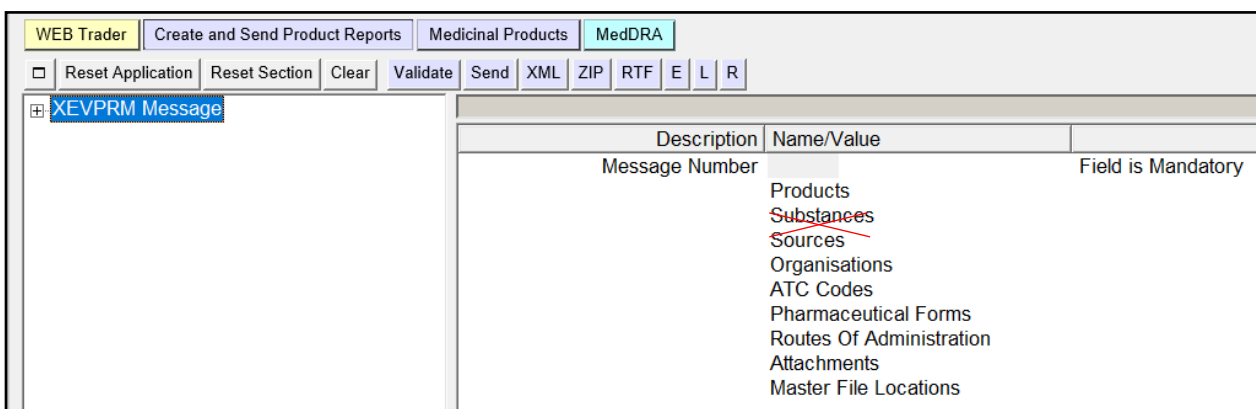 WEB Trader Create and Send Product Reports Medicinal Products MedDRA
Reset Application Reset Section Clear Validate Send XML ZIP RTF E L R
XEVPRM Message
Description Name/Value
Message Number Field is Mandatory
Products
Substances
Sources
Organisations
ATC Codes
Pharmaceutical Forms
Routes Of Administration
Attachments
Master File Locations